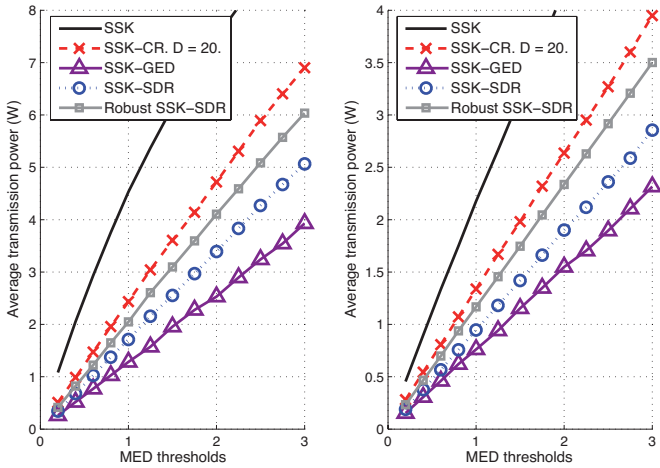 8
7
6
5
4
3
2
1
0
Average transmission power (W)
SSK
SSK−CR. D = 20.
SSK−GED
SSK−SDR
Robust SSK−SDR
0
1
2
3
MED thresholds
4
3.5
3
2.5
2
1.5
1
0.5
0
Average transmission power (W)
SSK
SSK−CR. D = 20.
SSK−GED
SSK−SDR
Robust SSK−SDR
0
1
2
3
MED thresholds